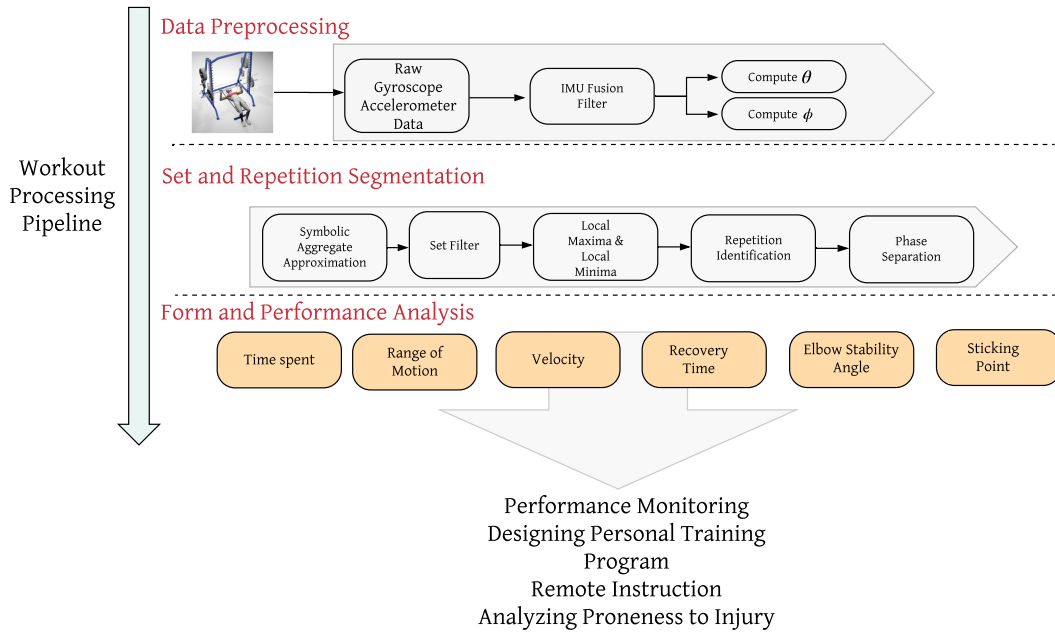 Data Preprocessing
Raw
Gyroscope
Accelerometer
Data
IMU Fusion
Filter
Compute θ
Compute ϕ
Workout
Processing
Pipeline
Set and Repetition Segmentation
Symbolic
Aggregate
Approximation
Set Filter
Local
Maxima &
Local
Minima
Repetition
Identification
Phase
Separation
Form and Performance Analysis
Time spent
Range of
Motion
Velocity
Recovery
Time
Elbow Stability
Angle
Sticking
Point
Performance Monitoring
Designing Personal Training
Program
Remote Instruction
Analyzing Proneness to Injury